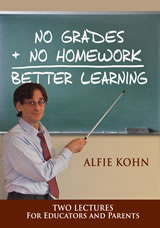 NO GRADES
+ NO HOMEWORK
BETTER LEARNING
ALFIE KOHN
TWO LECTURES
FOR EDUCATORS AND PARENTS